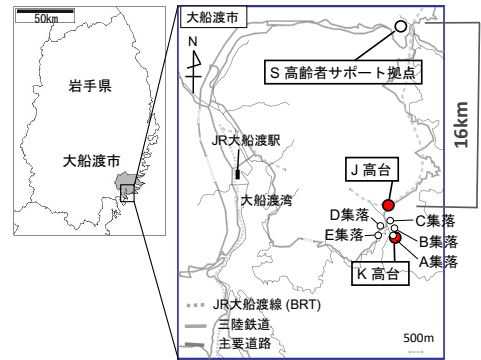 50km
岩手県
大船渡市
大船渡市
N
S 高齢者サポート拠点
16km
JR大船渡駅
大船渡湾
J 高台
D集落
C集落
E集落
B集落
A集落
K 高台
JR大船渡線 (BRT)
三陸鉄道
主要道路
500m